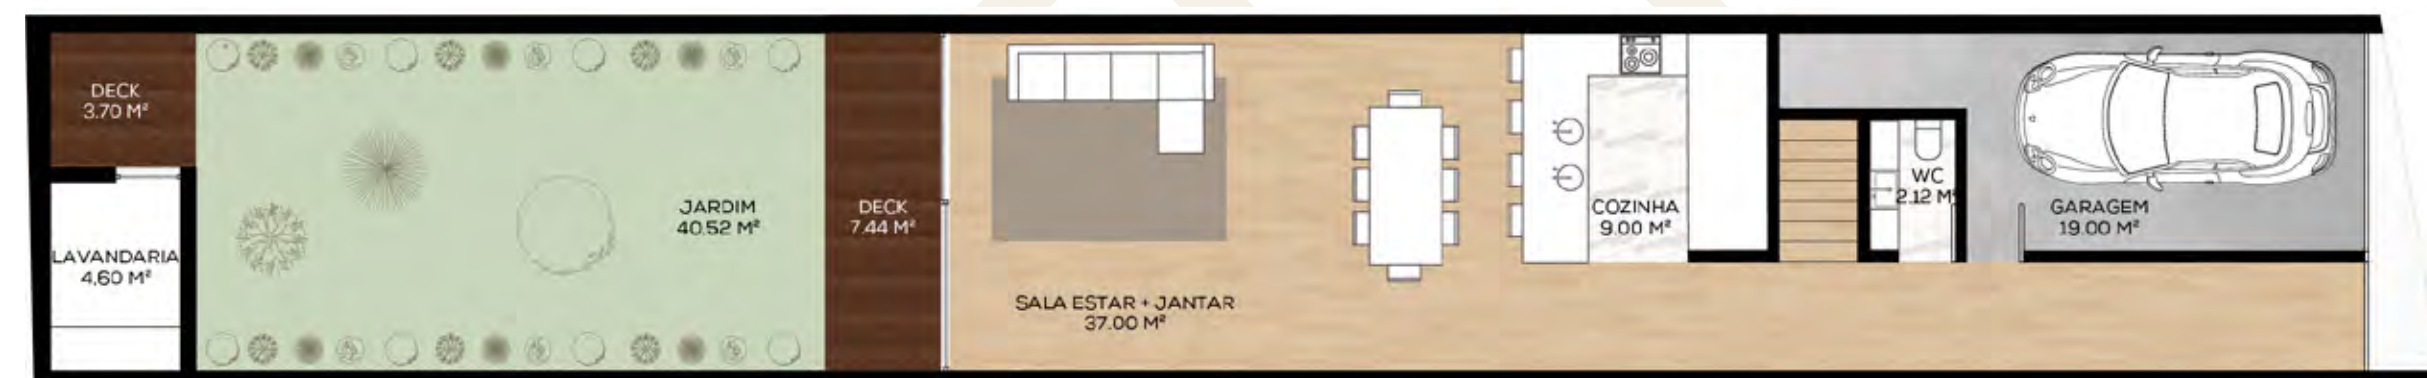 DECK
3.70 M²
LAVANDARIA
4.60 M²
JARDIM
40.52 M²
DECK
7.44 M²
SALA ESTAR + JANTAR
37.00 M²
COZINHA
9.00 M²
WC
2.12 M²
GARAGEM
19.00 M²